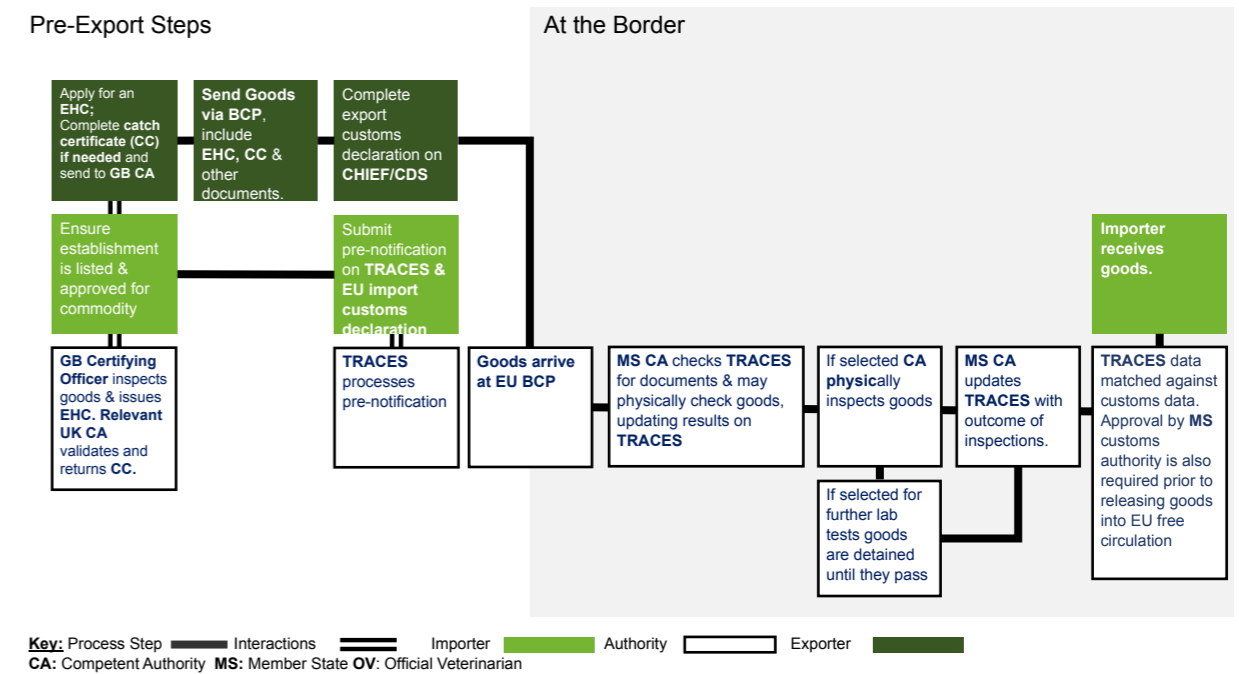 Pre-Export Steps
At the Border
Apply for an
EHC;
Complete catch
certificate (CC)
if needed and
send to GB CA
Send Goods
via BCP,
include
EHC, CC &
other
documents.
Complete
export
customs
declaration on
CHIEF/CDS
Ensure
establishment
is listed &
approved for
commodity
Submit
pre-notification
on TRACES &
EU import
customs
declaration
Importer
receives
goods.
GB Certifying
Officer inspects
goods & issues
EHC. Relevant
UK CA
validates and
returns CC.
TRACES
processes
pre-notification
Goods arrive
at EU BCP
MS CA checks TRACES
for documents & may
physically check goods,
updating results on
TRACES
If selected CA
physically
inspects goods
MS CA
updates
TRACES with
outcome of
inspections.
TRACES data
matched against
customs data.
Approval by MS
customs
authority is also
required prior to
releasing goods
into EU free
circulation
If selected for
further lab
tests goods
are detained
until they pass
Key: Process Step Interactions Importer Authority Exporter
CA: Competent Authority MS: Member State OV: Official Veterinarian